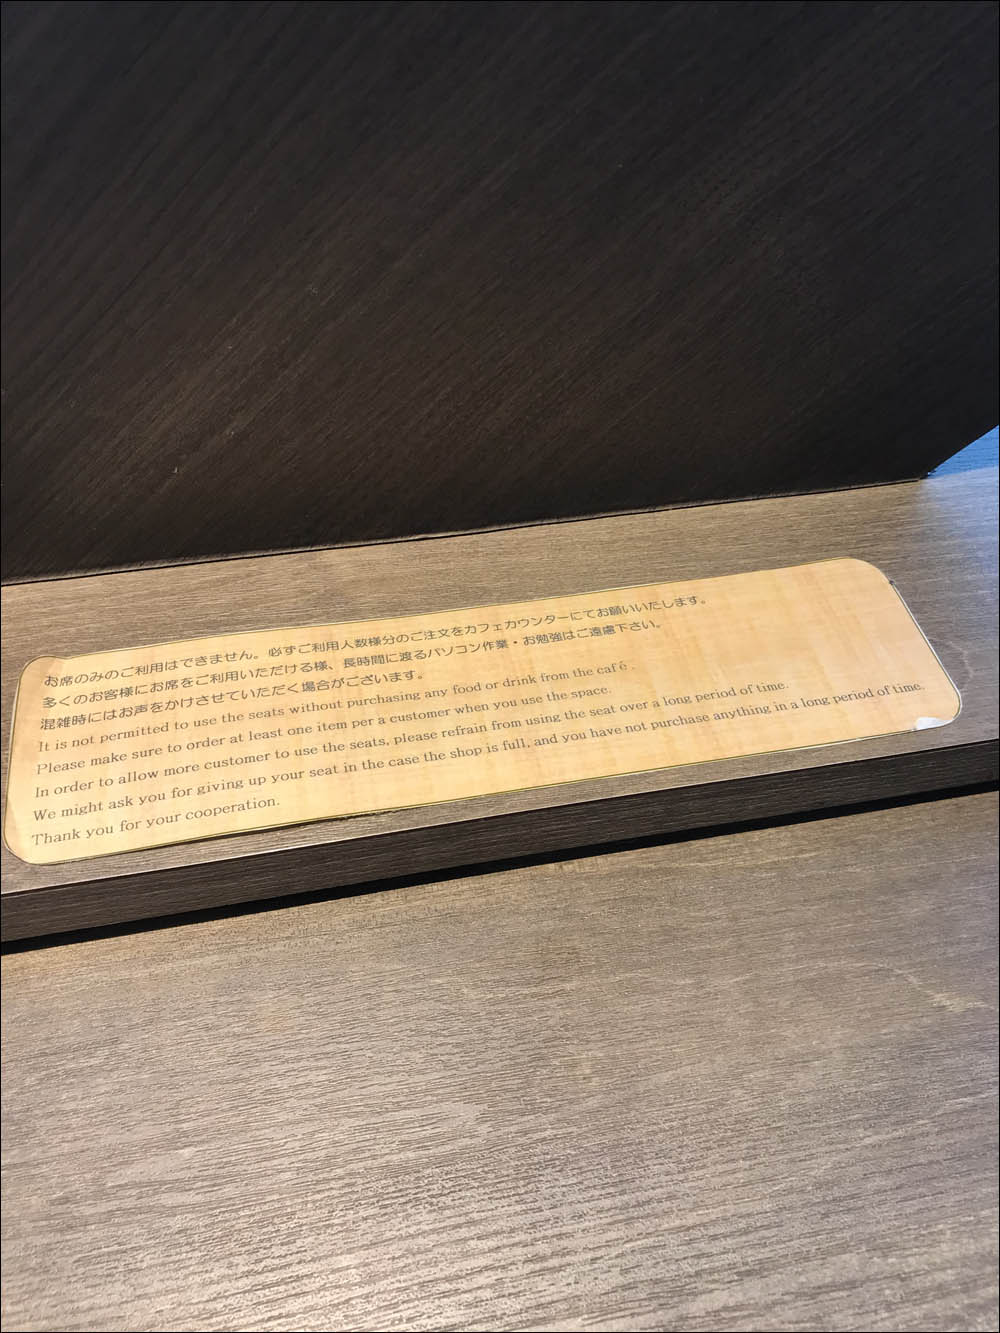 お席のみのご利用はできません。必ずご利用人数様分のご注文をカフェカウンターにてお願いいたします。
多くのお客様にお席をご利用いただける様、長時間に渡るパソコン作業・お勉強はご遠慮下さい。
混雑時にはお声をかけさせていただく場合がございます。
It is not permitted to use the seats without purchasing any food or drink from the café.
Please make sure to order at least one item per a customer when you use the space.
In order to allow more customer to use the seats, please refrain from using the seat over a long period of time.
We might ask you for giving up your seat in the case the shop is full, and you have not purchase anything in a long period of time.
Thank you for your cooperation.